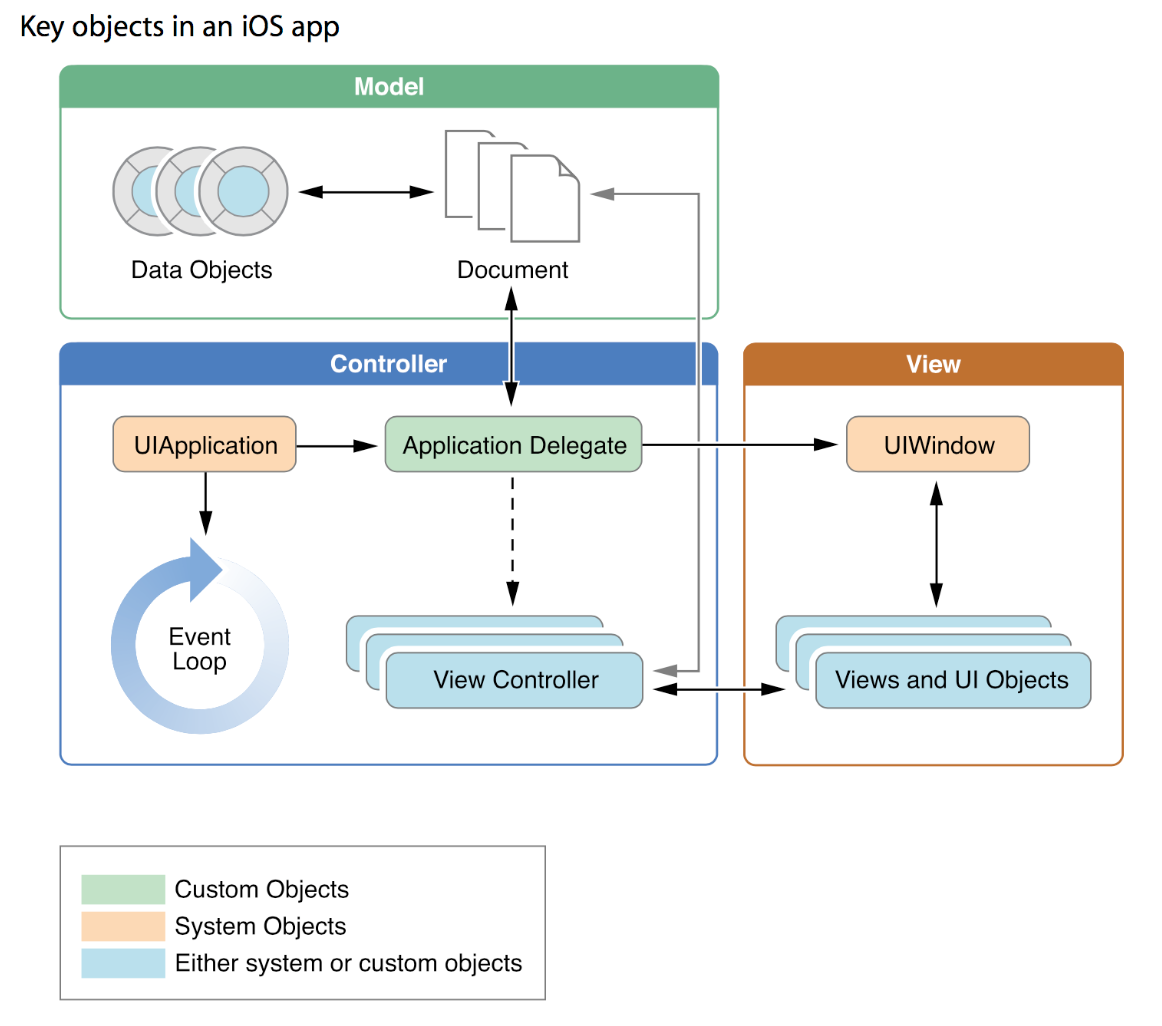 Key objects in an iOS app
Model
Data Objects
Document
Controller
View
UIApplication
Application Delegate
UIWindow
Event
Loop
View Controller
Views and UI Objects
Custom Objects
System Objects
Either system or custom objects